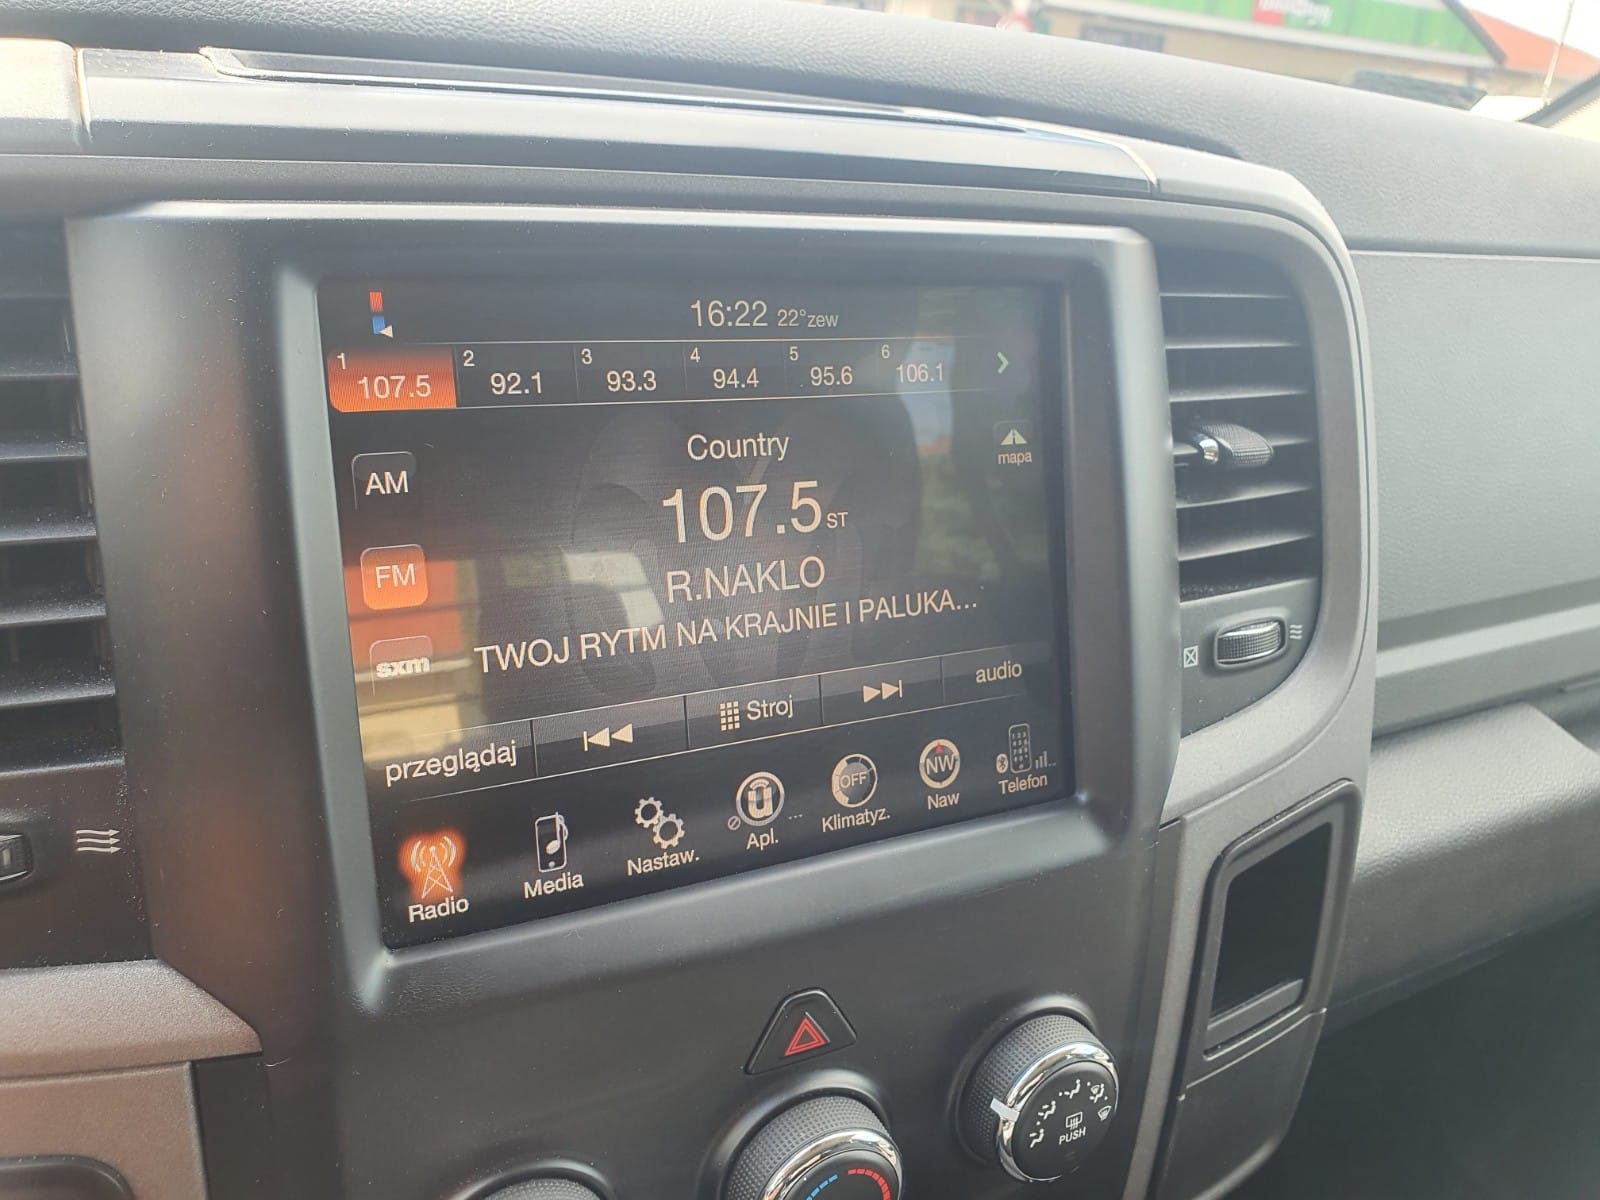 16:22 22°zew
1 107.5 2 92.1 3 93.3 4 94.4 5 95.6 6 106.1
Country
mapa
AM
107.5 ST
FM
R.NAKLO
TWOJ RYTM NA KRAJNIE I PALUKA...
sxm
przeglądaj Stroj audio
OFF NW
Radio Media Nastaw. Apl. Klimatyz. Naw Telefon
PUSH